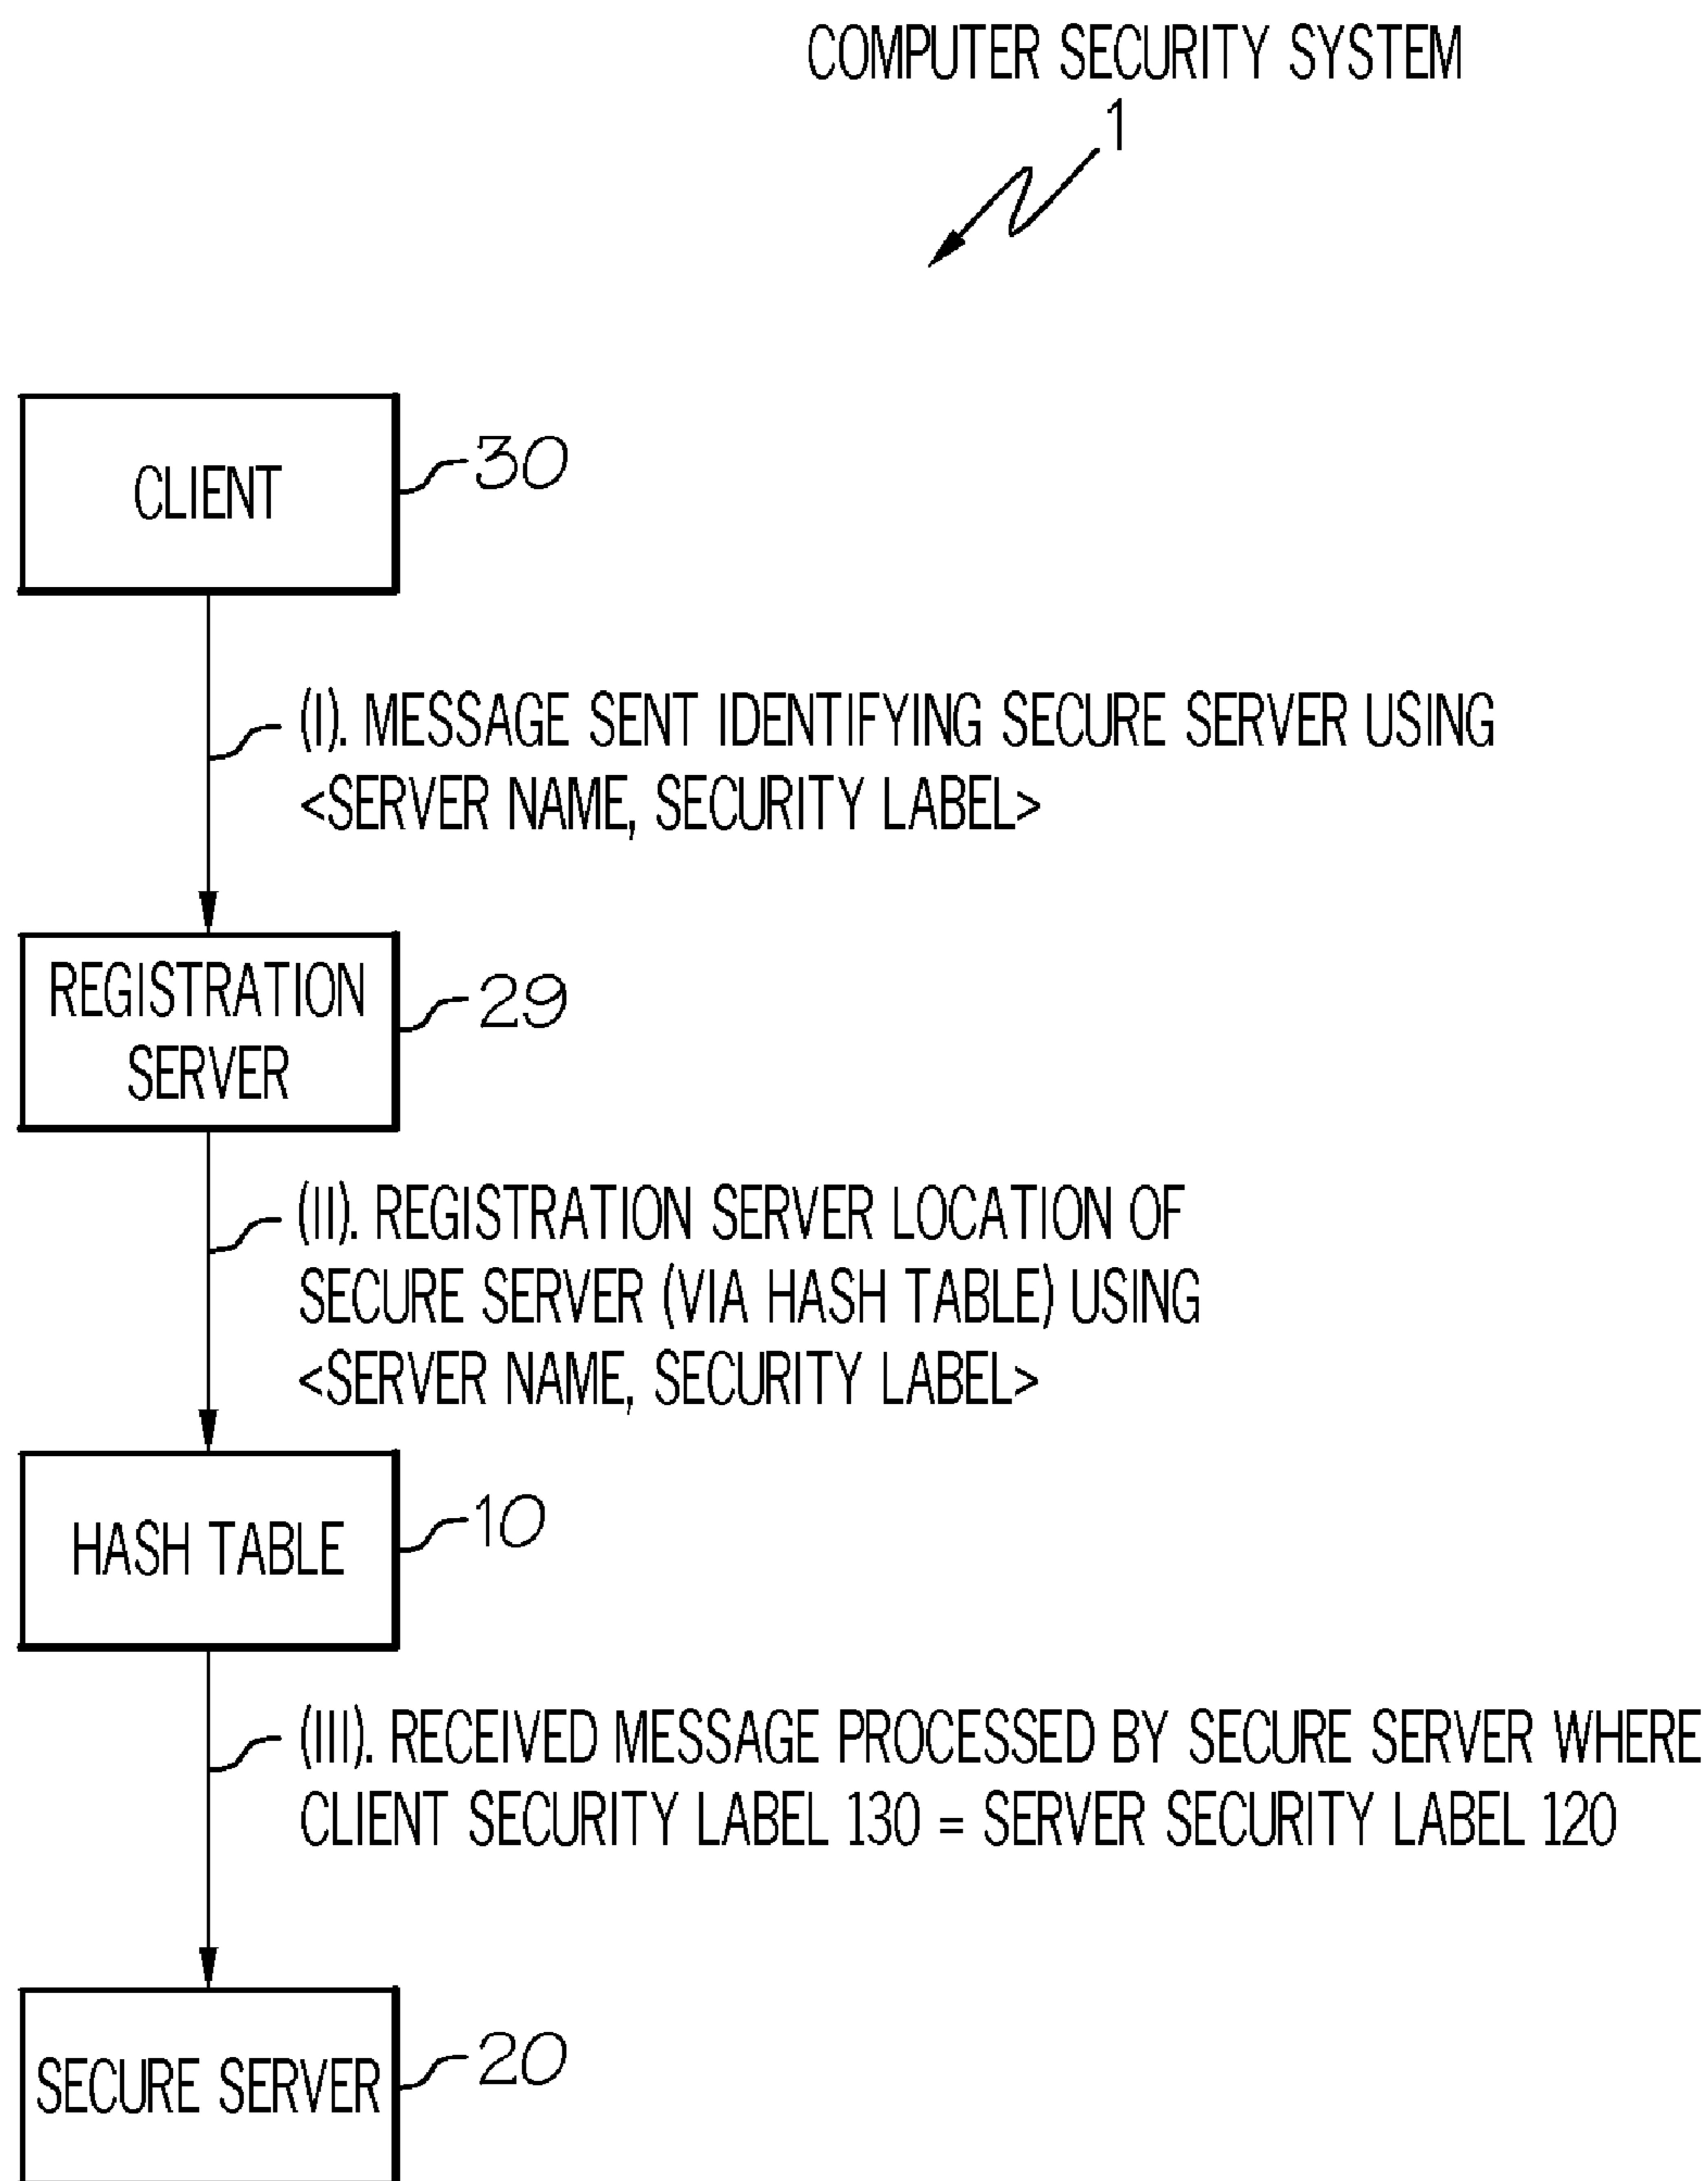 COMPUTER SECURITY SYSTEM
1
CLIENT
30
(I). MESSAGE SENT IDENTIFYING SECURE SERVER USING
<SERVER NAME, SECURITY LABEL>
REGISTRATION
SERVER
29
(II). REGISTRATION SERVER LOCATION OF
SECURE SERVER (VIA HASH TABLE) USING
<SERVER NAME, SECURITY LABEL>
HASH TABLE
10
(III). RECEIVED MESSAGE PROCESSED BY SECURE SERVER WHERE
CLIENT SECURITY LABEL 130 = SERVER SECURITY LABEL 120
SECURE SERVER
20